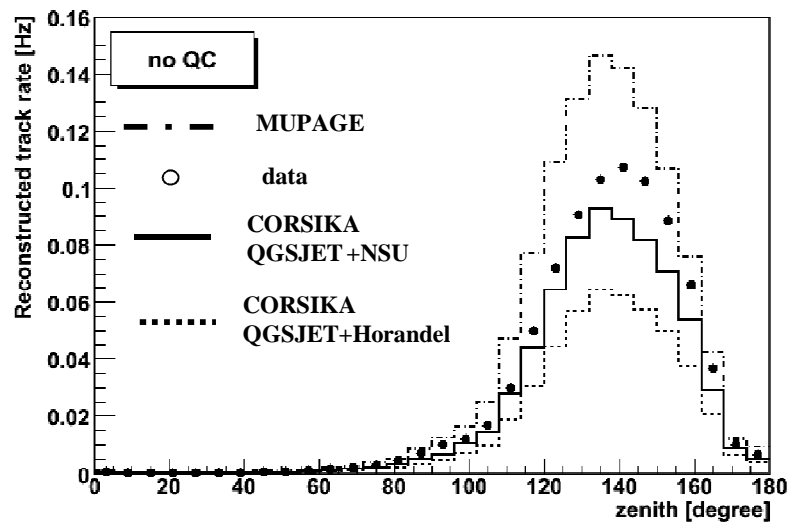 0.16
0.14
0.12
0.1
0.08
0.06
0.04
0.02
0
Reconstructed track rate [Hz]
no QC
MUPAGE
data
CORSIKA
QGSJET+NSU
CORSIKA
QGSJET+Horandel
0 20 40 60 80 100 120 140 160 180
zenith [degree]